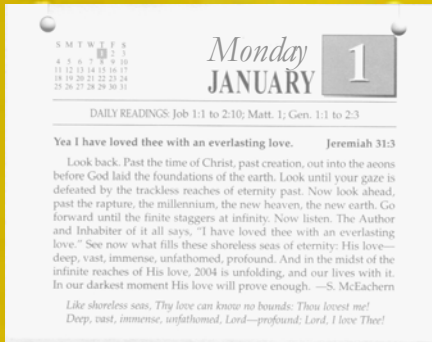 S M T W T F S
1 2 3
4 5 6 7 8 9 10
11 12 13 14 15 16 17
18 19 20 21 22 23 24
25 26 27 28 29 30 31
Monday
JANUARY 1
DAILY READINGS: Job 1:1 to 2:10; Matt. 1; Gen. 1:1 to 2:3
Yea I have loved thee with an everlasting love. Jeremiah 31:3
Look back. Past the time of Christ, past creation, out into the aeons
before God laid the foundations of the earth. Look until your gaze is
defeated by the trackless reaches of eternity past. Now look ahead,
past the rapture, the millennium, the new heaven, the new earth. Go
forward until the finite staggers at infinity. Now listen. The Author
and Inhabiter of it all says, "I have loved thee with an everlasting
love." See now what fills these shoreless seas of eternity: His love—
deep, vast, immense, unfathomed, profound. And in the midst of the
infinite reaches of His love, 2004 is unfolding, and our lives with it.
In our darkest moment His love will prove enough. —S. McEachern
Like shoreless seas, Thy love can know no bounds: Thou lovest me!
Deep, vast, immense, unfathomed, Lord—profound; Lord, I love Thee!